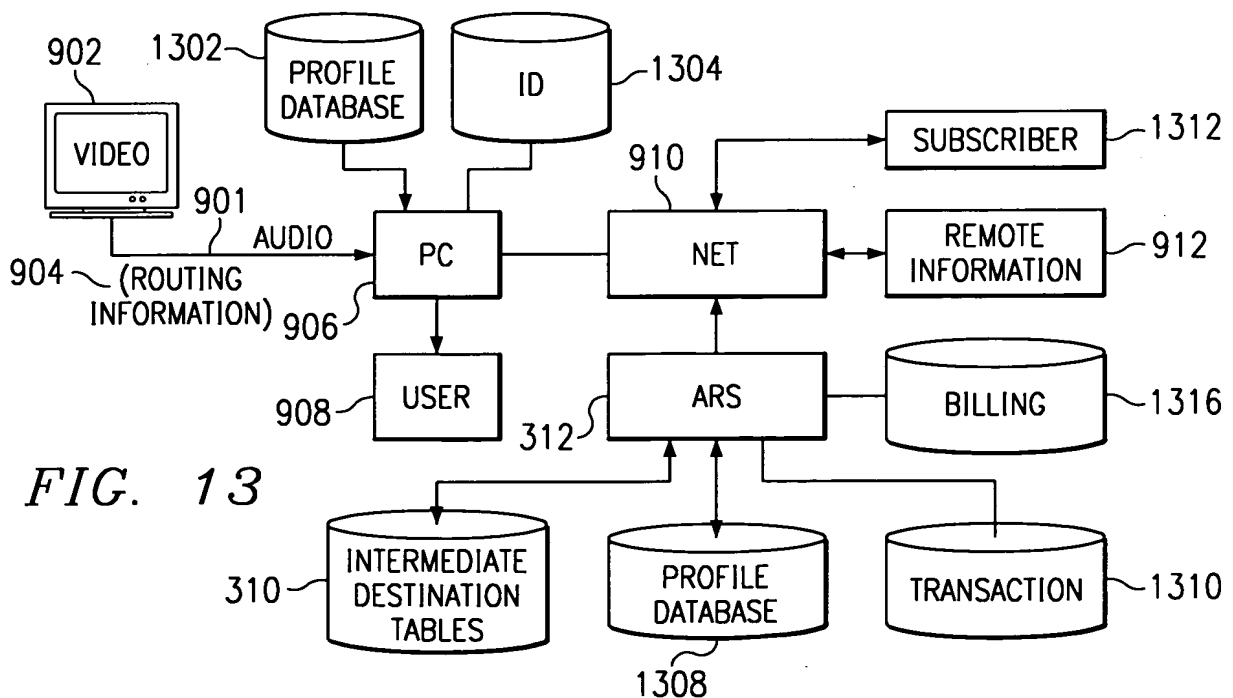 902
1302
PROFILE
DATABASE
ID
1304
VIDEO
901
AUDIO
904
(ROUTING
INFORMATION)
PC
906
910
NET
SUBSCRIBER
1312
REMOTE
INFORMATION
912
USER
908
ARS
312
BILLING
1316
FIG. 13
310
INTERMEDIATE
DESTINATION
TABLES
PROFILE
DATABASE
1308
TRANSACTION
1310